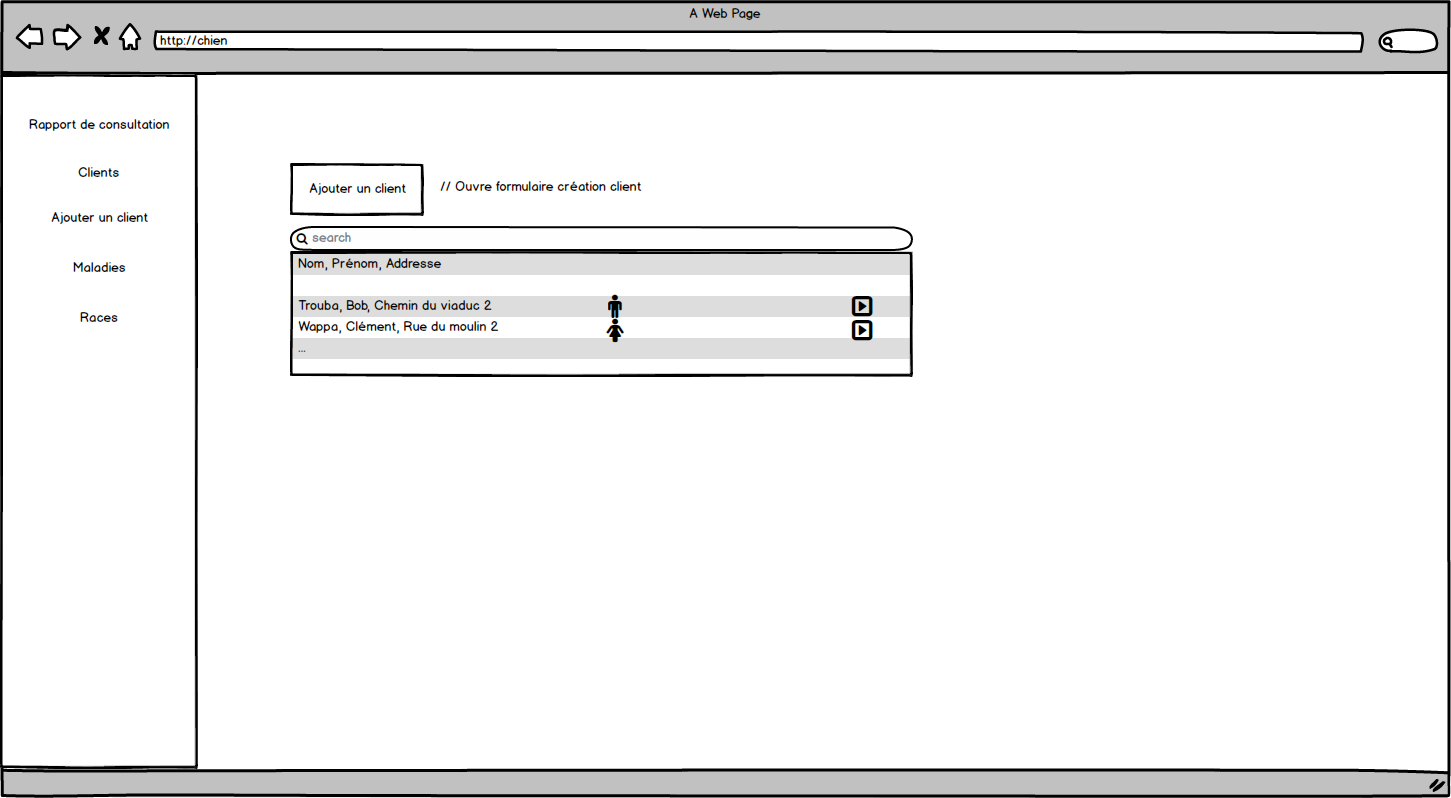 A Web Page
http://chien
Rapport de consultation
Clients
Ajouter un client
Maladies
Races
Ajouter un client
// Ouvre formulaire création client
search
Nom, Prénom, Addresse
Trouba, Bob, Chemin du viaduc 2
Wappa, Clément, Rue du moulin 2
...